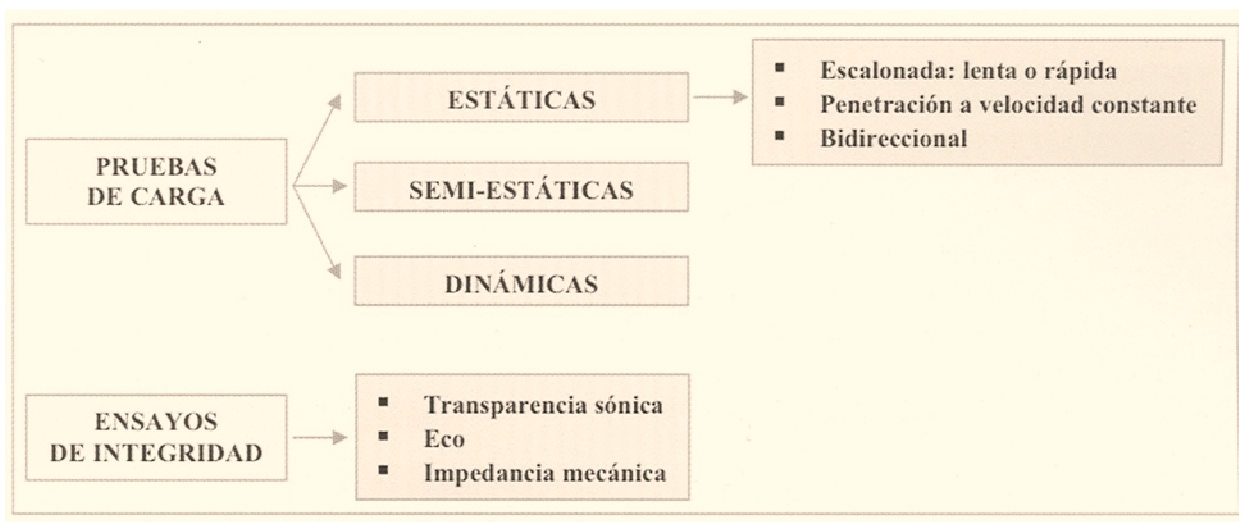 PRUEBAS
DE CARGA
ESTÁTICAS
SEMI-ESTÁTICAS
DINÁMICAS
▪ Escalonada: lenta o rápida
▪ Penetración a velocidad constante
▪ Bidireccional
ENSAYOS
DE INTEGRIDAD
▪ Transparencia sónica
▪ Eco
▪ Impedancia mecánica